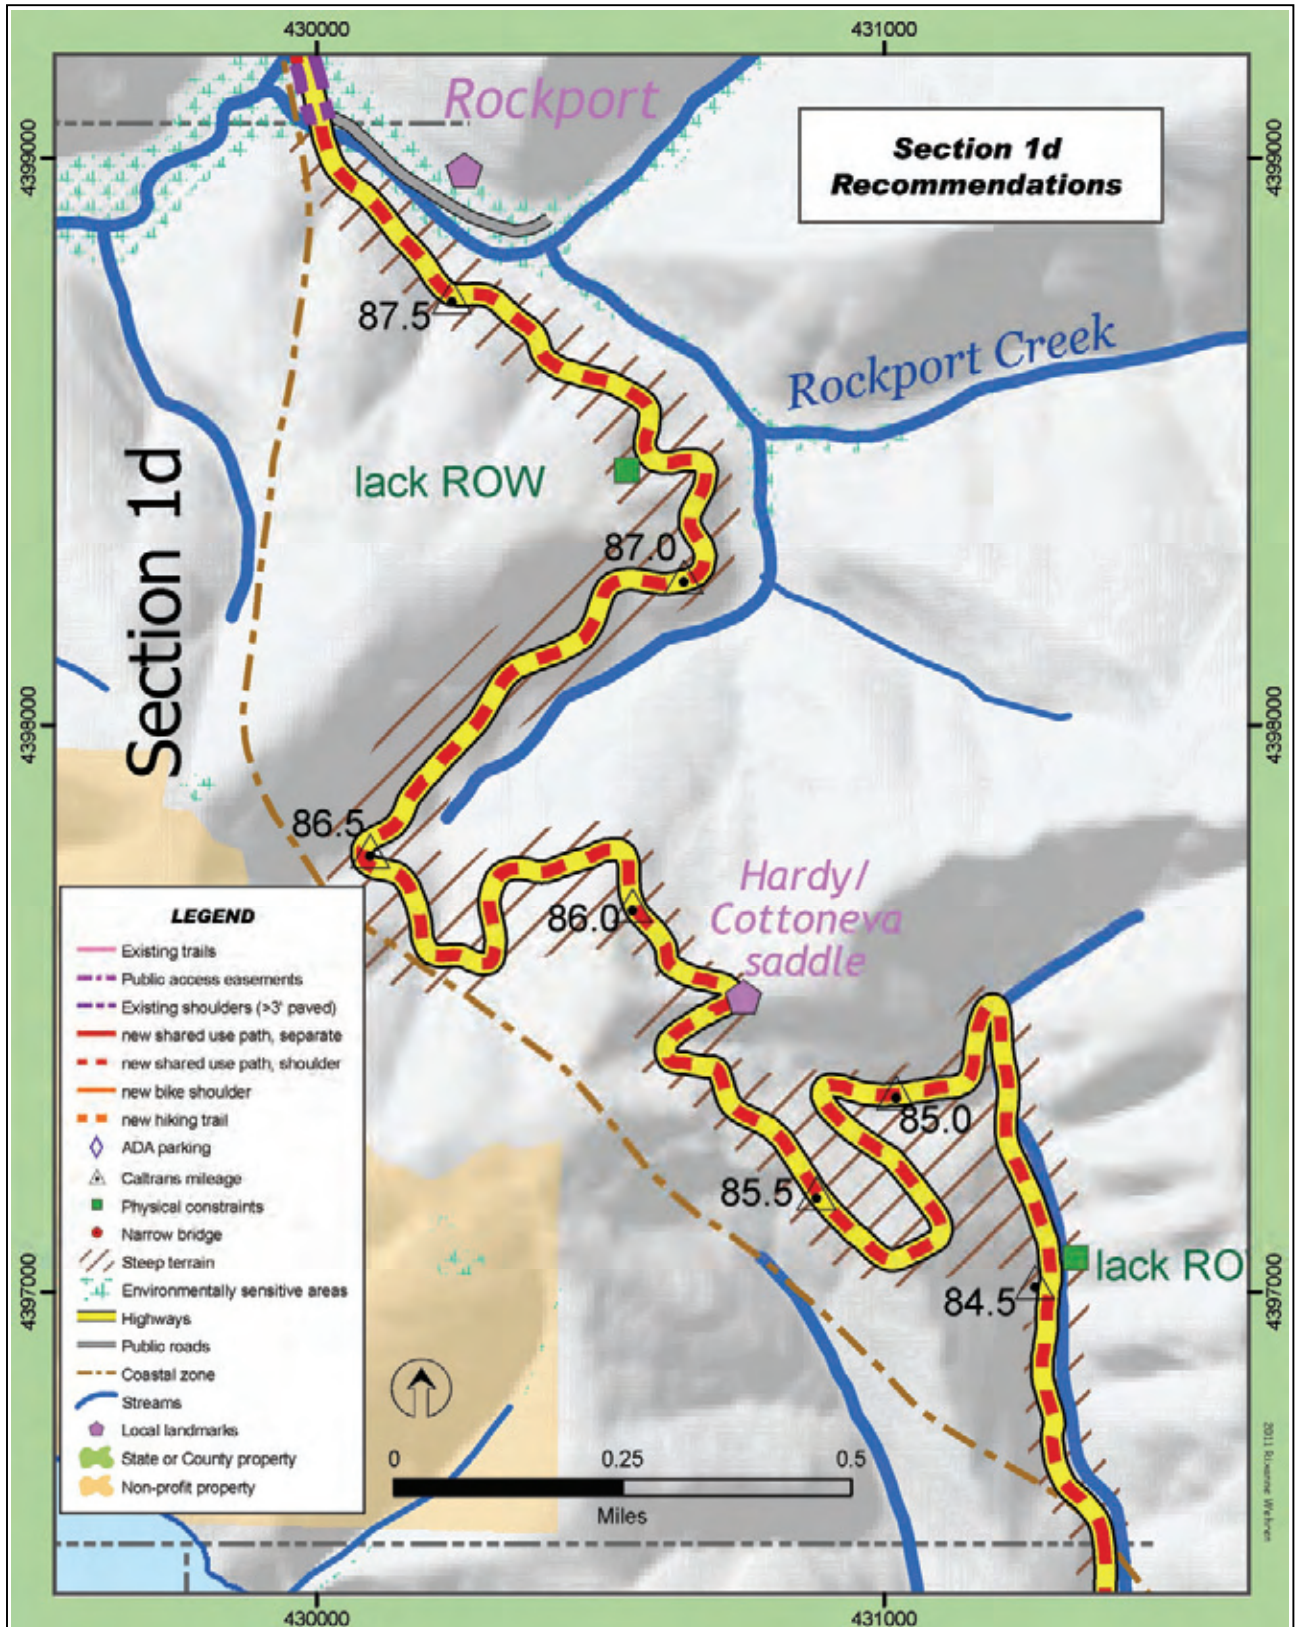 430000
431000
Rockport
Section 1d
Recommendations
4399000
4399000
87.5
Rockport Creek
lack ROW
Section 1d
87.0
4398000
4398000
86.5
Hardy/
Cottoneva
saddle
86.0
85.0
85.5
lack RO
84.5
4397000
4397000
LEGEND
Existing trails
Public access easements
Existing shoulders (>3' paved)
new shared use path, separate
new shared use path, shoulder
new bike shoulder
new hiking trail
ADA parking
Caltrans mileage
Physical constraints
Narrow bridge
Steep terrain
Environmentally sensitive areas
Highways
Public roads
Coastal zone
Streams
Local landmarks
State or County property
Non-profit property
0 0.25 0.5
Miles
2011
430000
431000